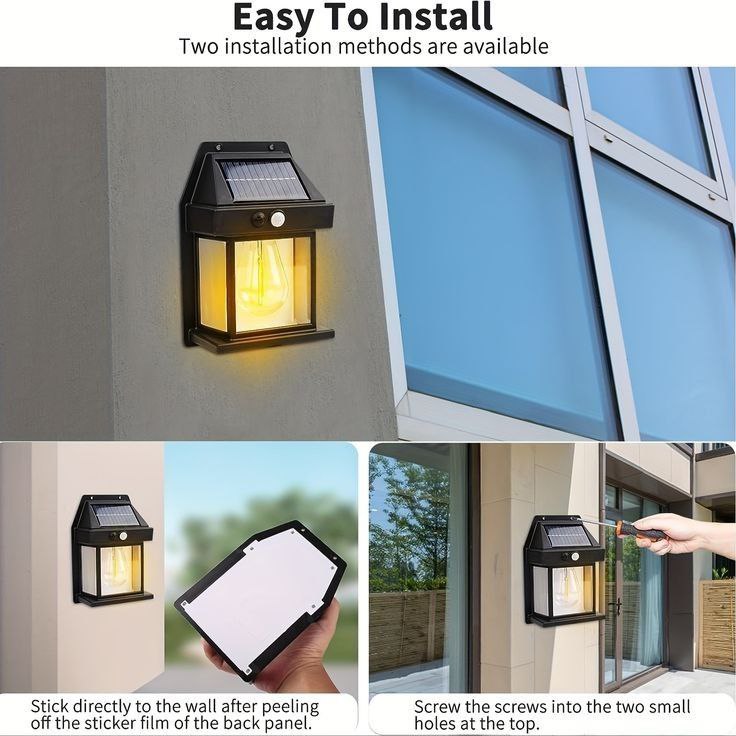 Easy To Install
Two installation methods are available
Stick directly to the wall after peeling
off the sticker film of the back panel.
Screw the screws into the two small
holes at the top.